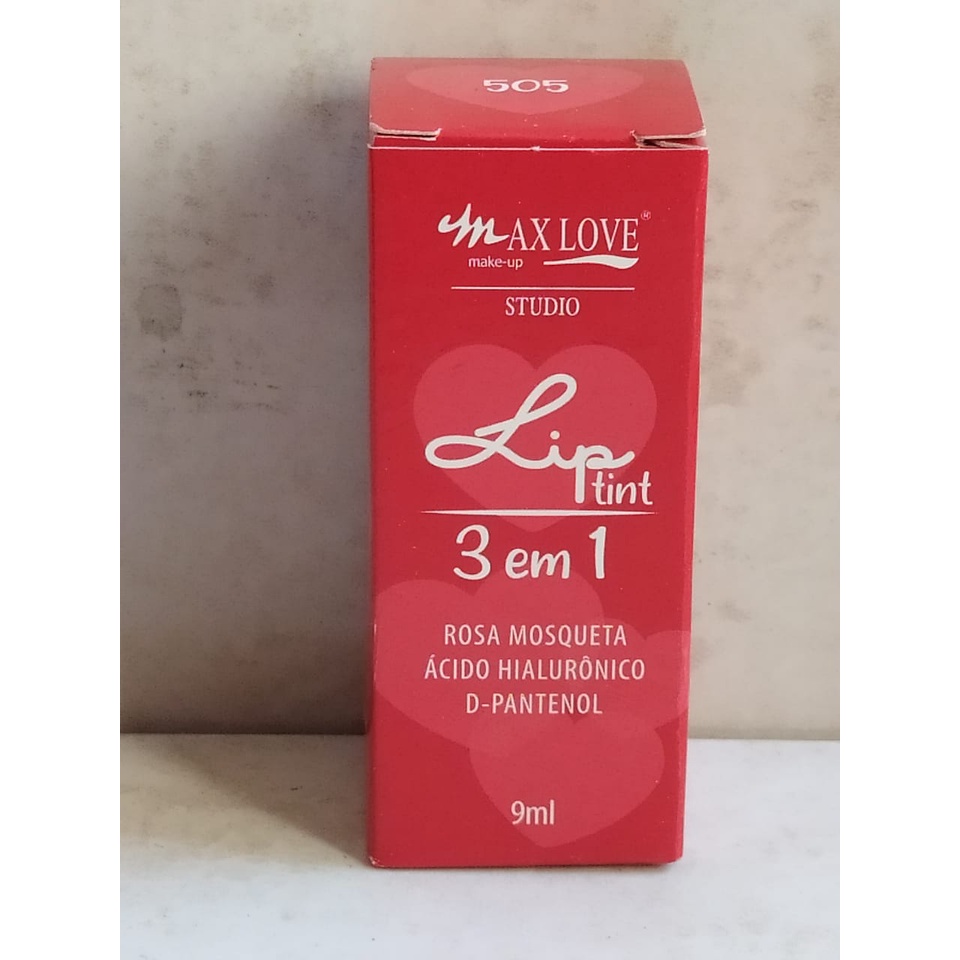 505
MAX LOVE®
make-up
STUDIO
Lip
tint
3 em 1
ROSA MOSQUETA
ÁCIDO HIALURÔNICO
D-PANTENOL
9ml